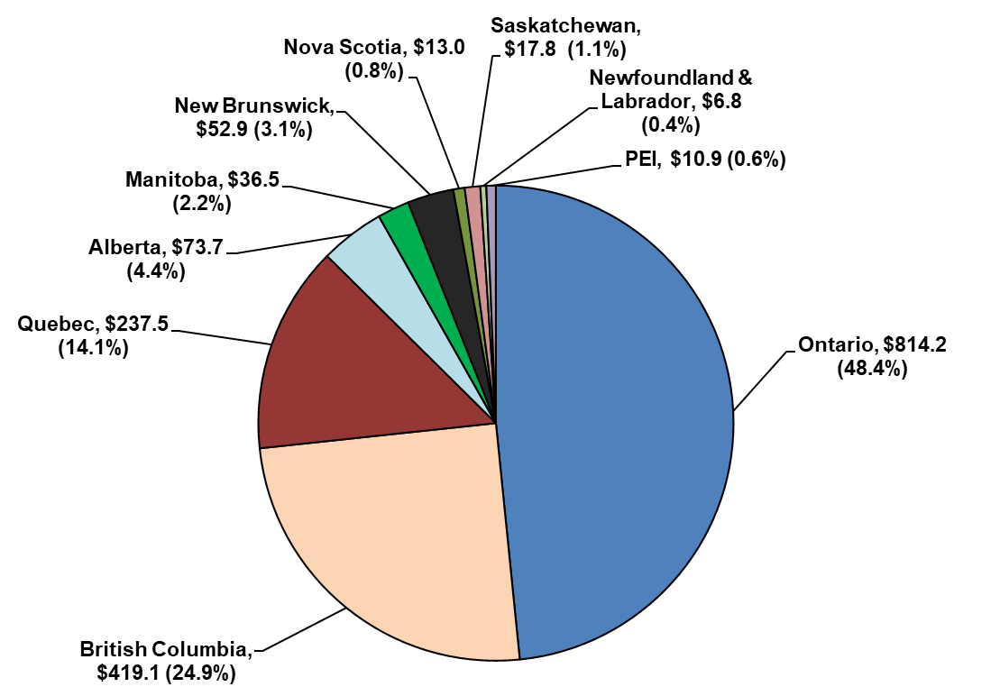 Saskatchewan,
$17.8 (1.1%)
Nova Scotia, $13.0
(0.8%)
Newfoundland &
Labrador, $6.8
(0.4%)
New Brunswick,
$52.9 (3.1%)
PEI, $10.9 (0.6%)
Manitoba, $36.5
(2.2%)
Alberta, $73.7
(4.4%)
Quebec, $237.5
(14.1%)
Ontario, $814.2
(48.4%)
British Columbia,
$419.1 (24.9%)